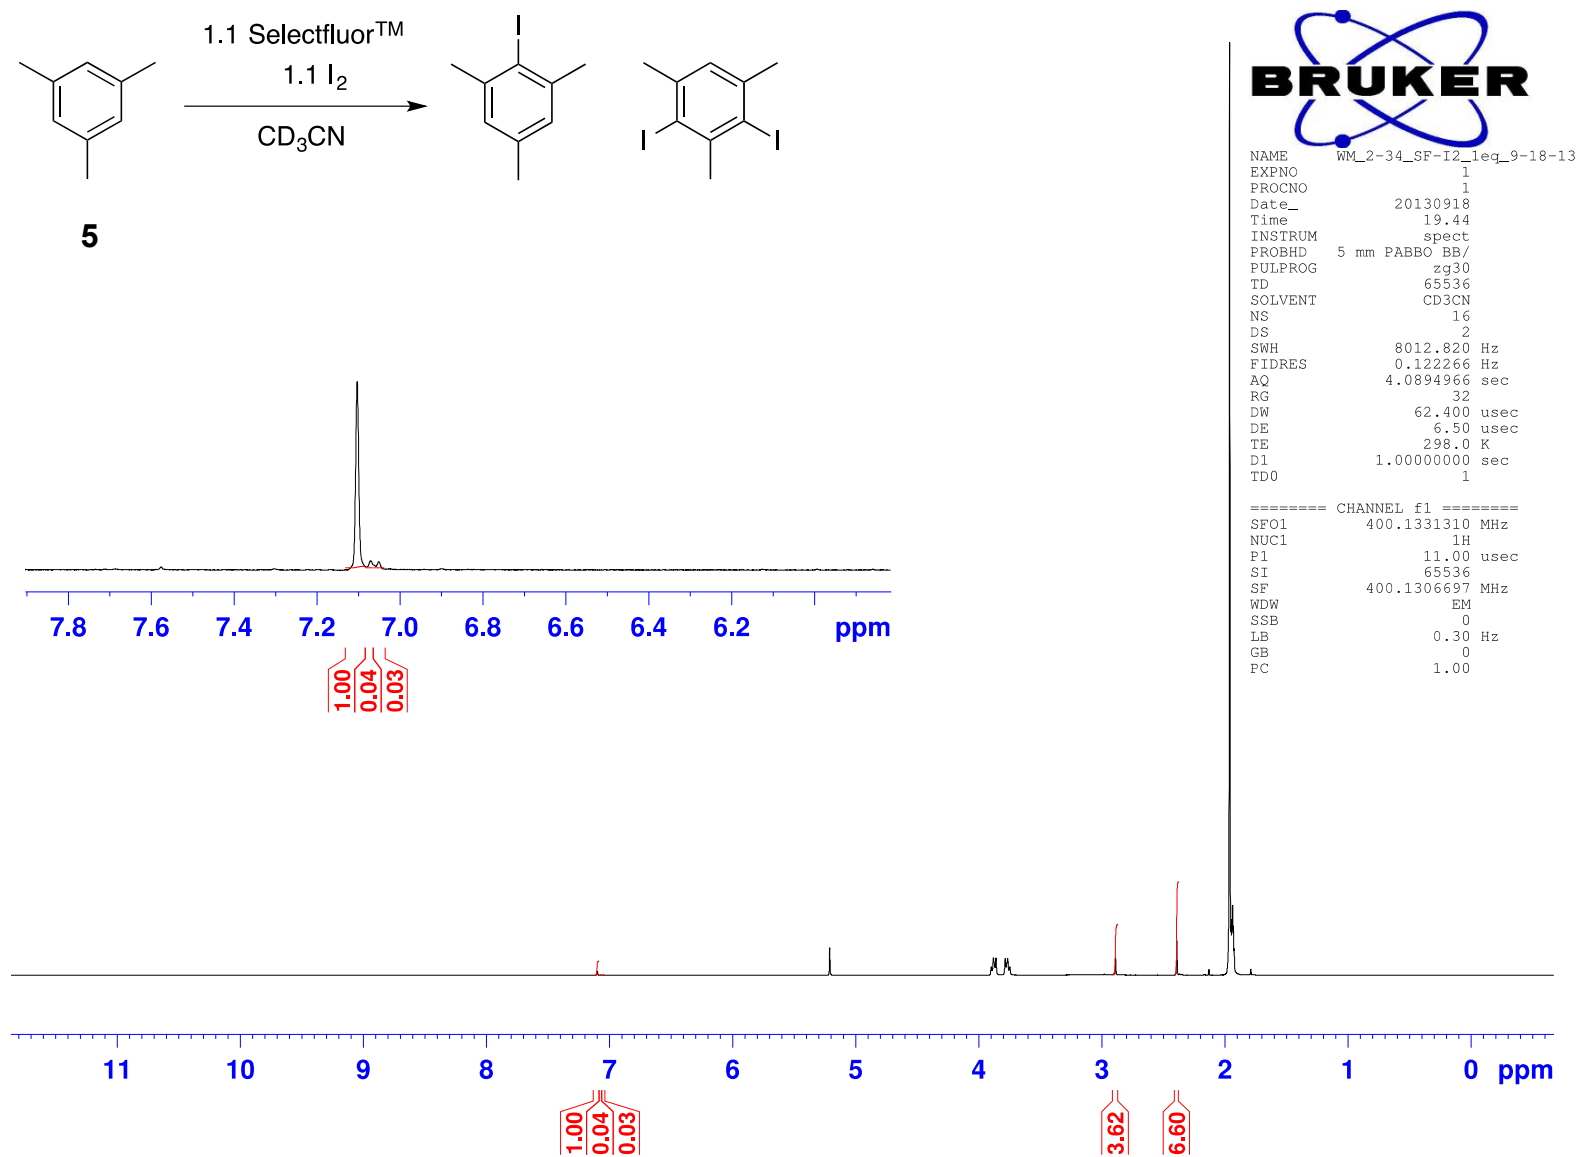 1.1 Selectfluor™
1.1 I2
CD3CN
I
I
I
5
BRUKER
NAME WM_2-34_SF-I2_1eq_9-18-13
EXPNO 1
PROCNO 1
Date_ 20130918
Time 19.44
INSTRUM spect
PROBHD 5 mm PABBO BB/
PULPROG zg30
TD 65536
SOLVENT CD3CN
NS 16
DS 2
SWH 8012.820 Hz
FIDRES 0.122266 Hz
AQ 4.0894966 sec
RG 32
DW 62.400 usec
DE 6.50 usec
TE 298.0 K
D1 1.00000000 sec
TD0 1
======== CHANNEL f1 ========
SFO1 400.1331310 MHz
NUC1 1H
P1 11.00 usec
SI 65536
SF 400.1306697 MHz
WDW EM
SSB 0
LB 0.30 Hz
GB 0
PC 1.00
7.8 7.6 7.4 7.2 7.0 6.8 6.6 6.4 6.2 ppm
1.00 0.04 0.03
11 10 9 8 7 6 5 4 3 2 1 0 ppm
1.00 0.04 0.03 3.62 6.60